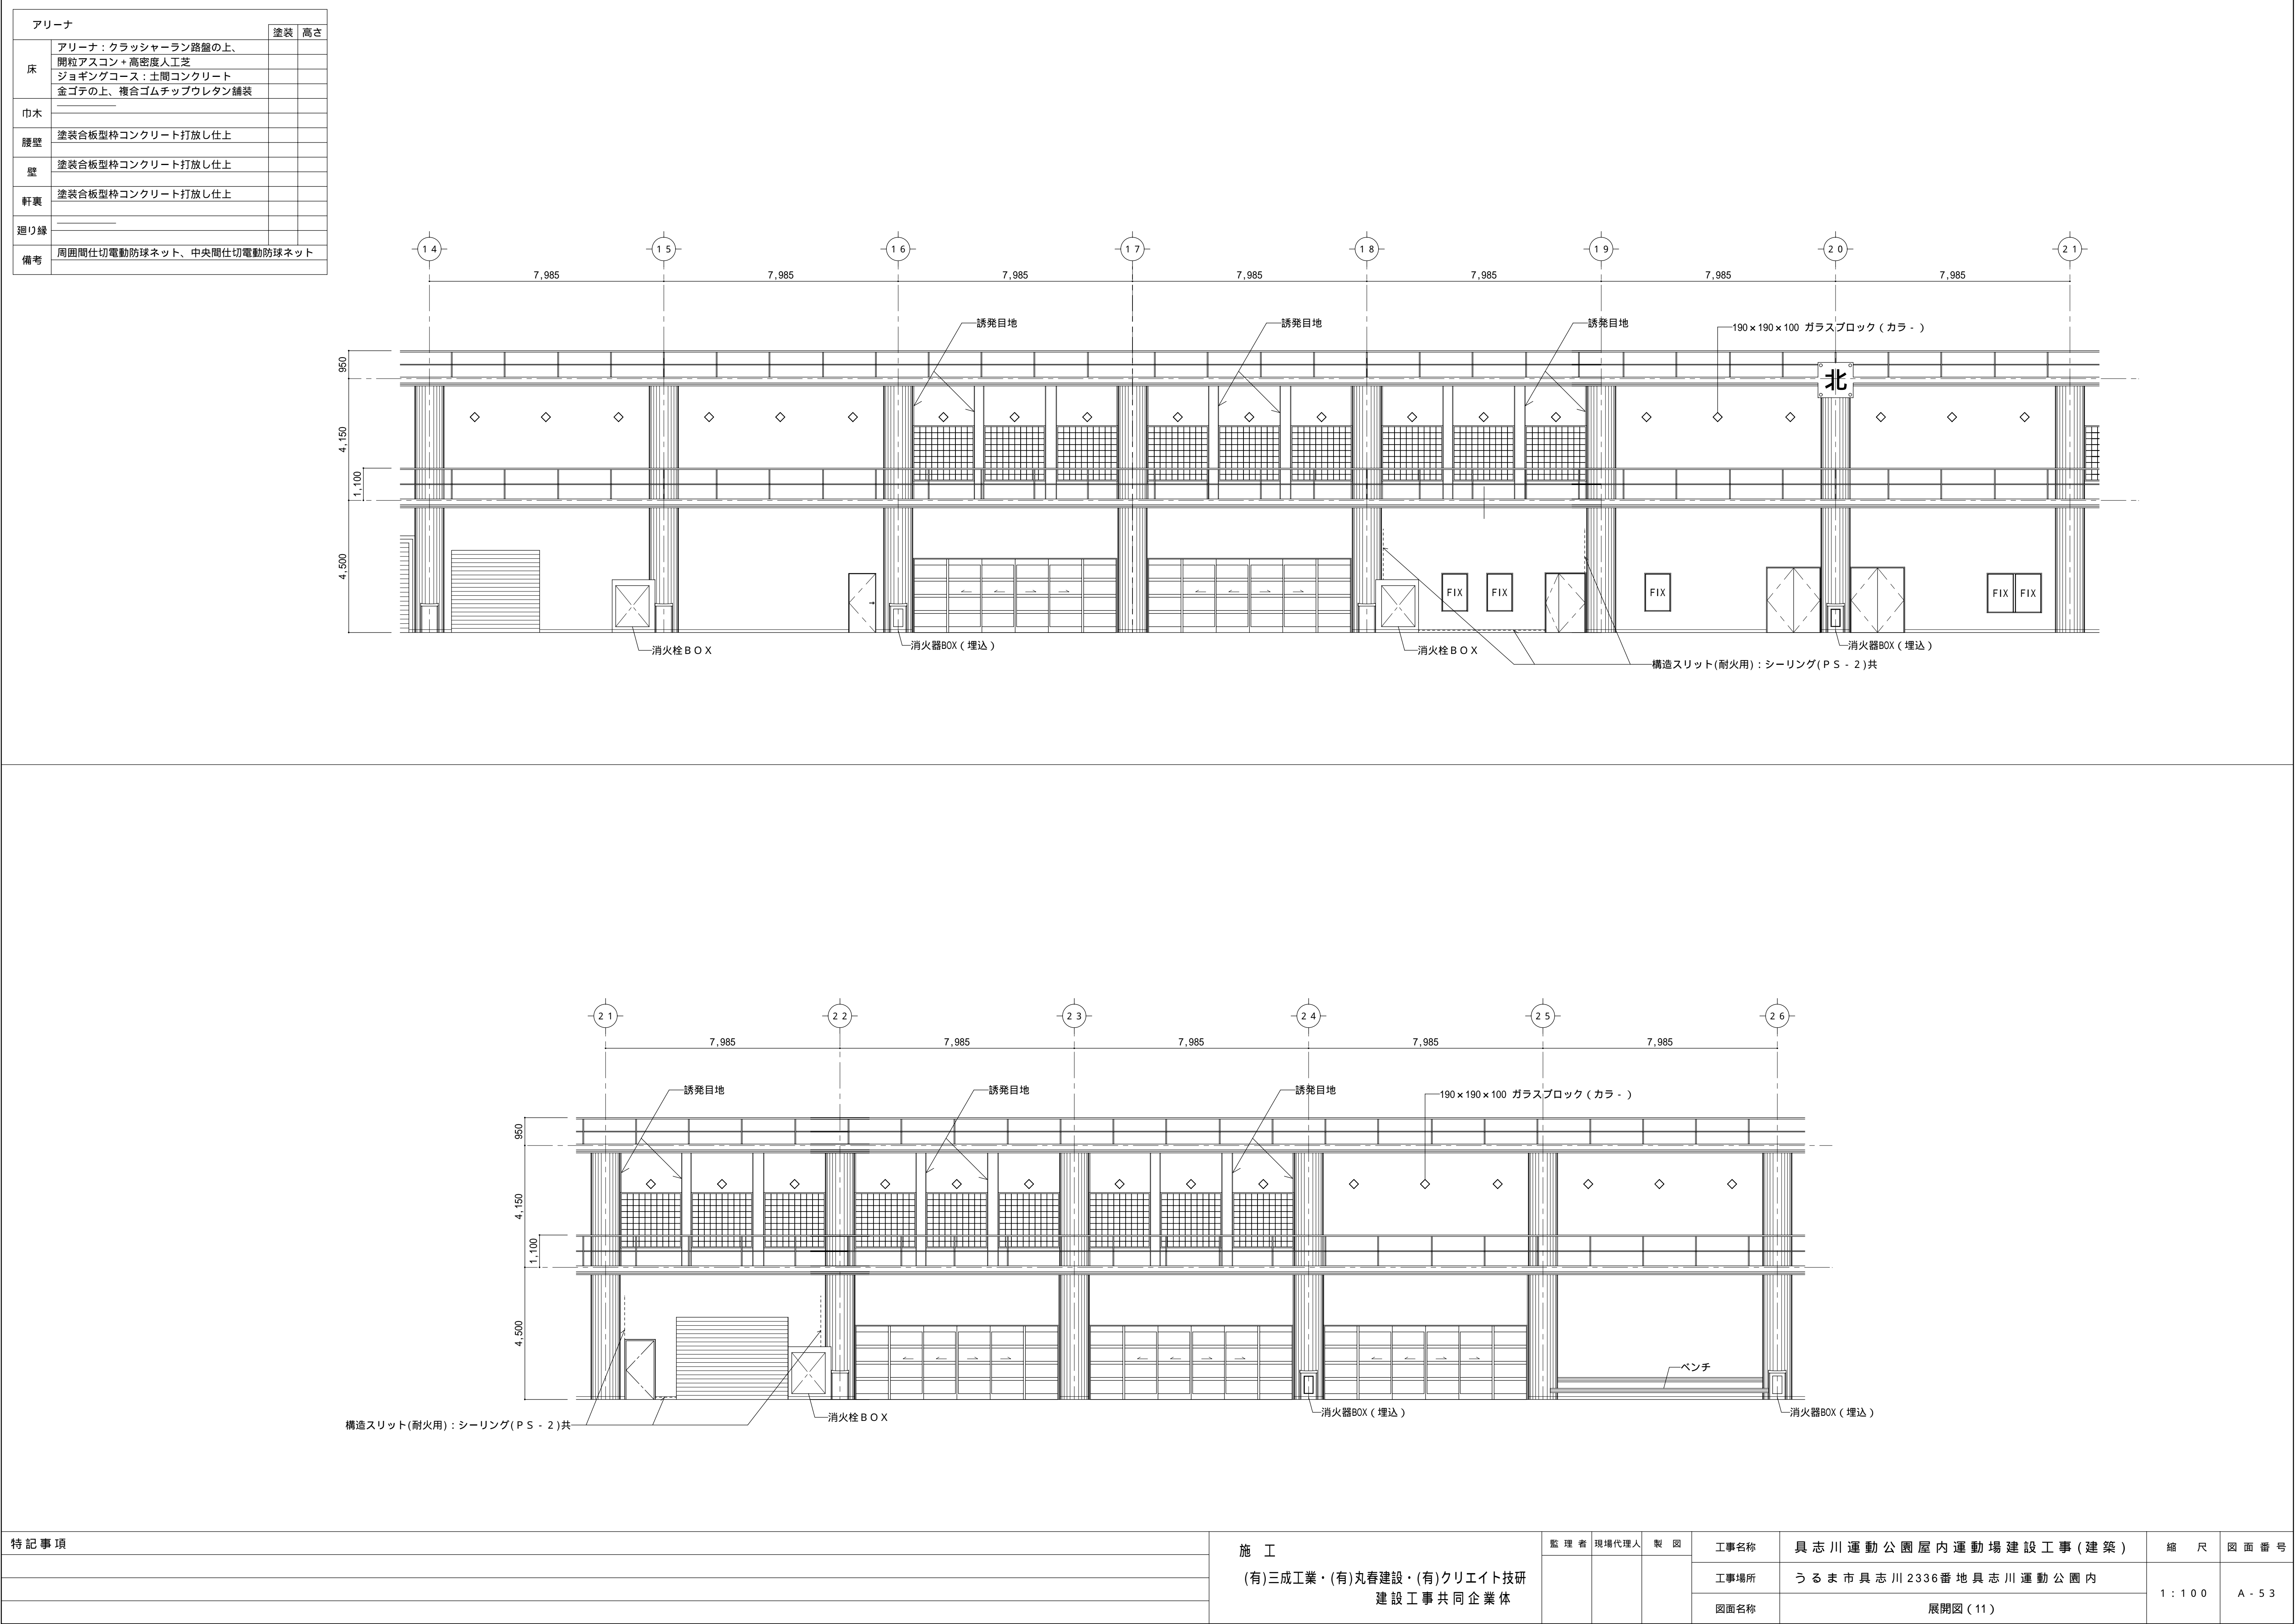 アリーナ
塗装 高さ
床
アリーナ：クラッシャーラン路盤の上、
開粒アスコン＋高密度人工芝
ジョギングコース：土間コンクリート
金ゴテの上、複合ゴムチップウレタン舗装
巾木
腰壁 塗装合板型枠コンクリート打放し仕上
壁 塗装合板型枠コンクリート打放し仕上
軒裏 塗装合板型枠コンクリート打放し仕上
廻り縁
備考 周囲間仕切電動防球ネット、中央間仕切電動防球ネット
14 15 16 17 18 19 20 21
7,985 7,985 7,985 7,985 7,985 7,985 7,985
誘発目地 誘発目地 誘発目地 190×190×100 ガラスブロック（カラ-）
950
北
4,150
1,100
4,500
FIX FIX FIX FIX FIX
消火栓ＢＯＸ 消火器BOX（埋込） 消火栓ＢＯＸ 消火器BOX（埋込）
構造スリット(耐火用)：シーリング(ＰＳ-２)共
21 22 23 24 25 26
7,985 7,985 7,985 7,985 7,985
誘発目地 誘発目地 誘発目地 190×190×100 ガラスブロック（カラ-）
950
4,150
1,100
4,500
ベンチ
構造スリット(耐火用)：シーリング(ＰＳ-２)共 消火栓ＢＯＸ 消火器BOX（埋込） 消火器BOX（埋込）
特記事項
施　工
(有)三成工業・(有)丸春建設・(有)クリエイト技研
建設工事共同企業体
監理者 現場代理人 製図
工事名称 具志川運動公園屋内運動場建設工事(建築)
工事場所 うるま市具志川2336番地具志川運動公園内
図面名称 展開図（11）
縮尺 図面番号
1:100 A-53